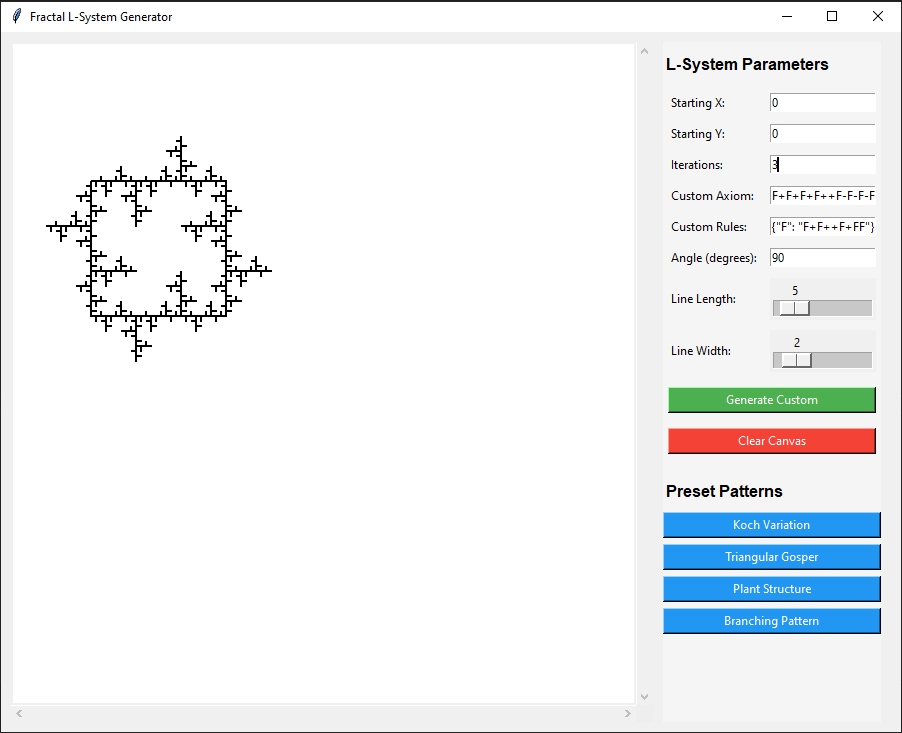 Fractal L-System Generator
L-System Parameters
Starting X: 0
Starting Y: 0
Iterations: 3
Custom Axiom: F+F+F+F++F-F-F-F
Custom Rules: {"F": "F+F++F+FF"}
Angle (degrees): 90
5
Line Length:
2
Line Width:
Generate Custom
Clear Canvas
Preset Patterns
Koch Variation
Triangular Gosper
Plant Structure
Branching Pattern